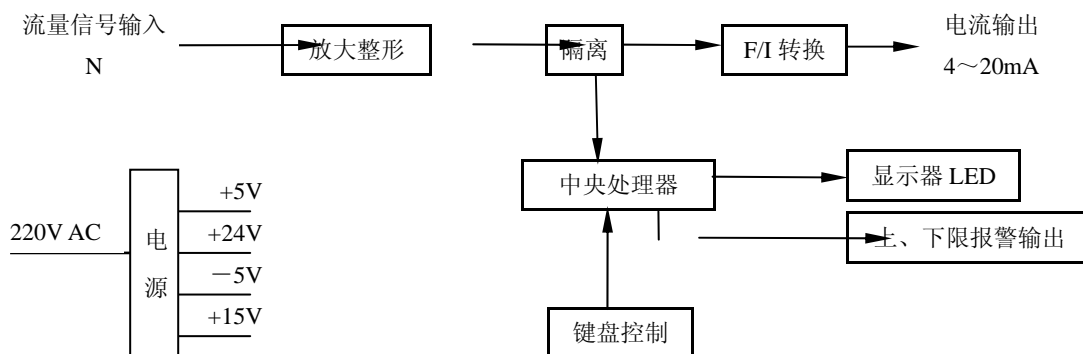 流量信号输入
N
放大整形
隔离
F/I 转换
电流输出
4～20mA
中央处理器
显示器 LED
上、下限报警输出
键盘控制
220V AC
电
源
+5V
+24V
－5V
+15V